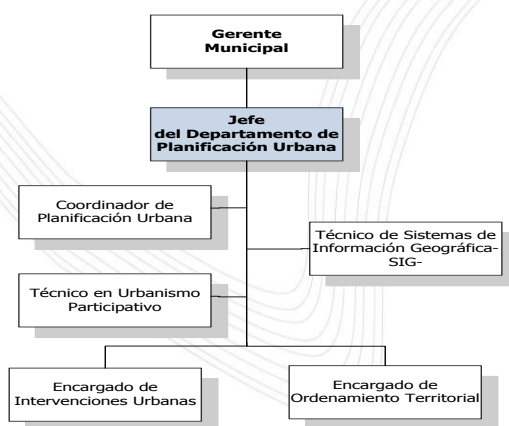 Gerente
Municipal
Jefe
del Departamento de
Planificación Urbana
Coordinador de
Planificación Urbana
Técnico de Sistemas de
Información Geográfica-
SIG-
Técnico en Urbanismo
Participativo
Encargado de
Intervenciones Urbanas
Encargado de
Ordenamiento Territorial